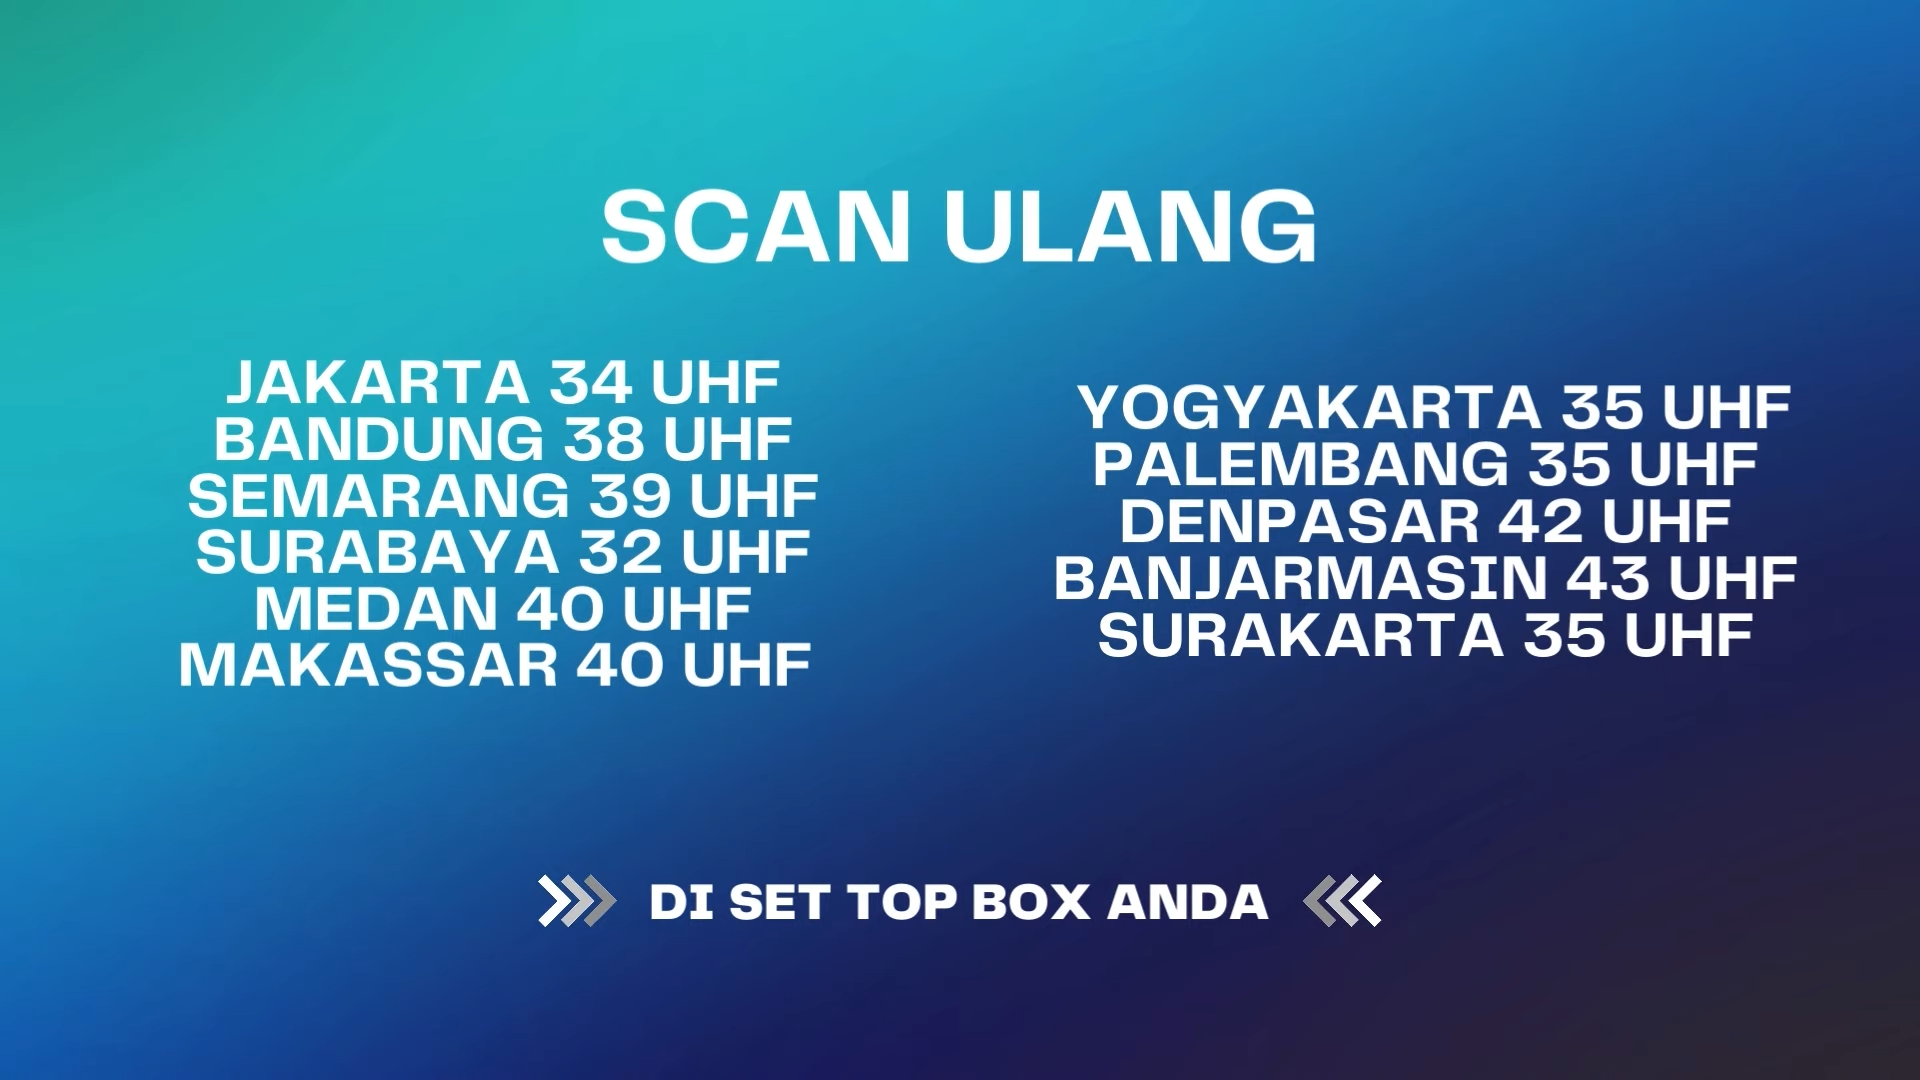 SCAN ULANG
JAKARTA 34 UHF
BANDUNG 38 UHF
SEMARANG 39 UHF
SURABAYA 32 UHF
MEDAN 40 UHF
MAKASSAR 40 UHF
YOGYAKARTA 35 UHF
PALEMBANG 35 UHF
DENPASAR 42 UHF
BANJARMASIN 43 UHF
SURAKARTA 35 UHF
DI SET TOP BOX ANDA